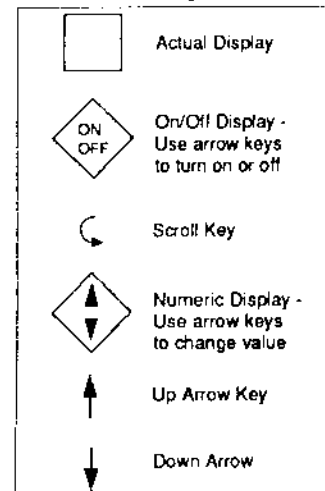 Actual Display
ON
OFF
On/Off Display -
Use arrow keys
to turn on or off
Scroll Key
Numeric Display -
Use arrow keys
to change value
Up Arrow Key
Down Arrow